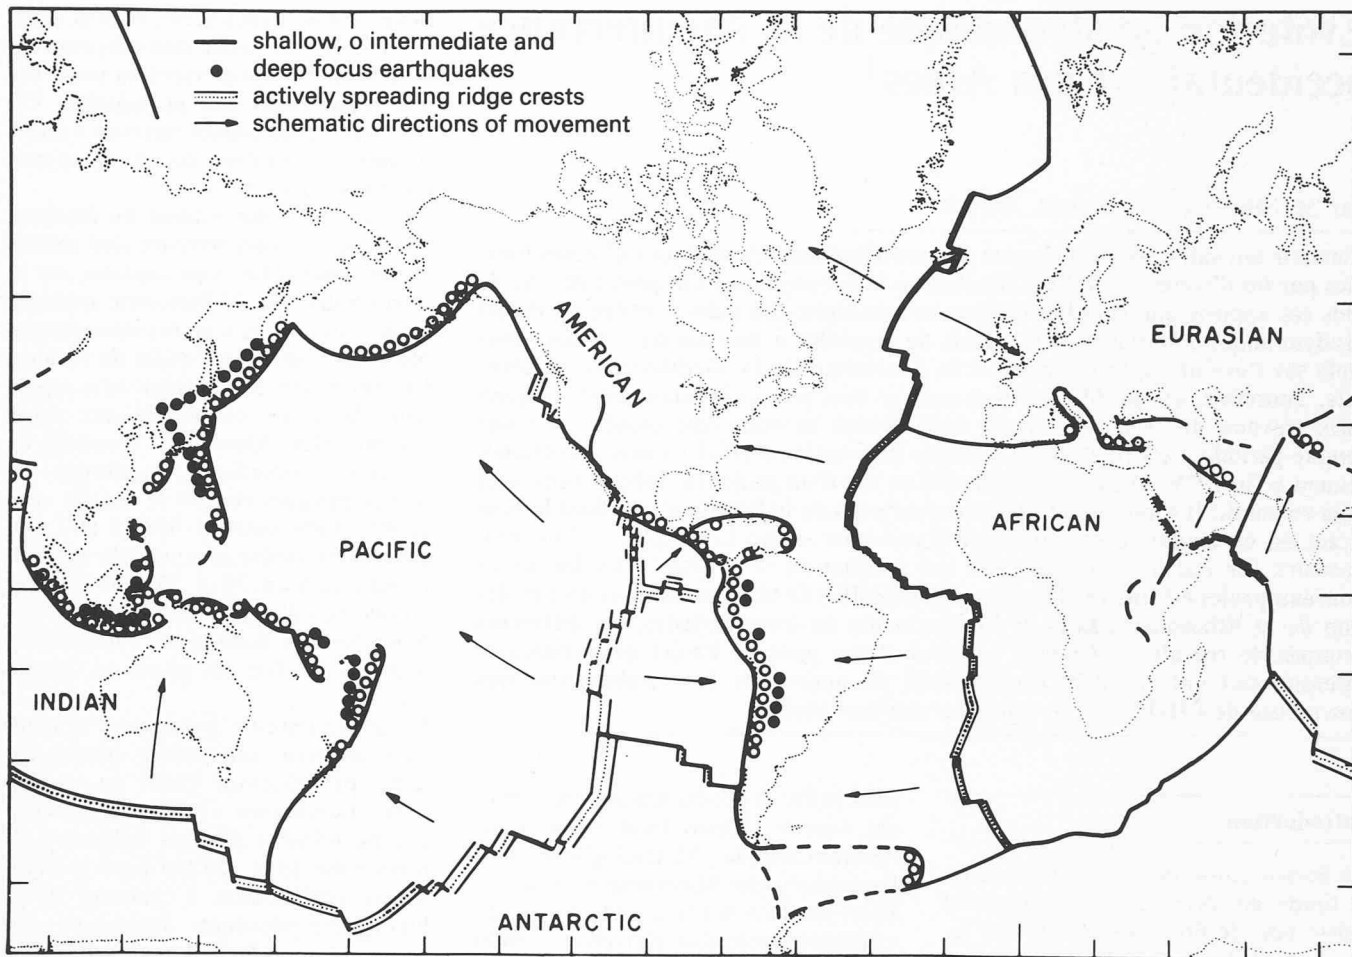 shallow, o intermediate and
● deep focus earthquakes
actively spreading ridge crests
schematic directions of movement
AMERICAN
EURASIAN
PACIFIC
AFRICAN
INDIAN
ANTARCTIC